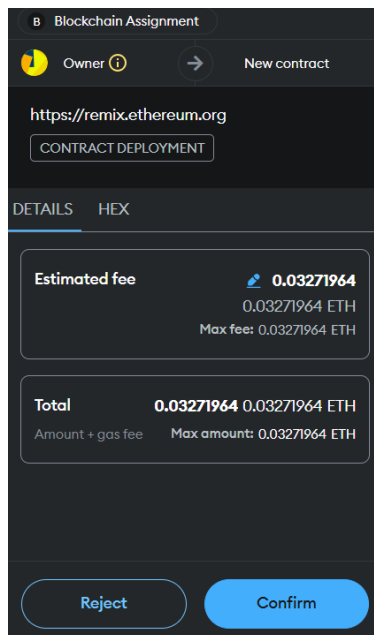 B Blockchain Assignment
Owner New contract
https://remix.ethereum.org
CONTRACT DEPLOYMENT
DETAILS HEX
Estimated fee 0.03271964
0.03271964 ETH
Max fee: 0.03271964 ETH
Total 0.03271964 0.03271964 ETH
Amount + gas fee Max amount: 0.03271964 ETH
Reject Confirm